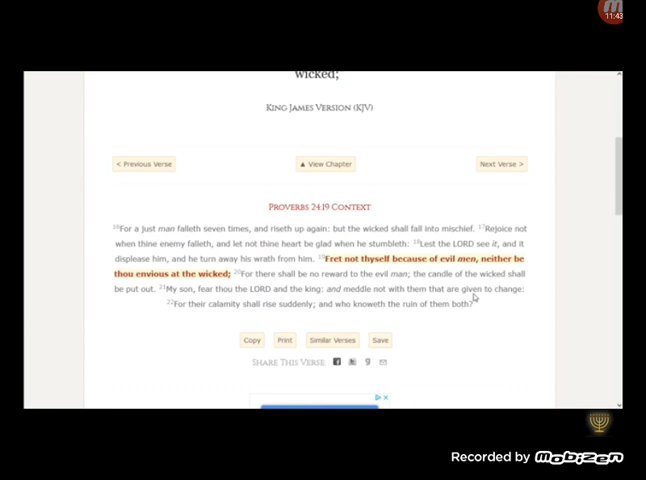 11:43
wicked;
King James Version (KJV)
< Previous Verse
▲ View Chapter
Next Verse >
Proverbs 24:19 Context
16For a just man falleth seven times, and riseth up again: but the wicked shall fall into mischief. 17Rejoice not
when thine enemy falleth, and let not thine heart be glad when he stumbleth: 18Lest the LORD see it, and it
displease him, and he turn away his wrath from him. 19Fret not thyself because of evil men, neither be
thou envious at the wicked; 20For there shall be no reward to the evil man; the candle of the wicked shall
be put out. 21My son, fear thou the LORD and the king: and meddle not with them that are given to change:
22For their calamity shall rise suddenly; and who knoweth the ruin of them both?
Copy
Print
Similar Verses
Save
Share This Verse:
Recorded by mobizen